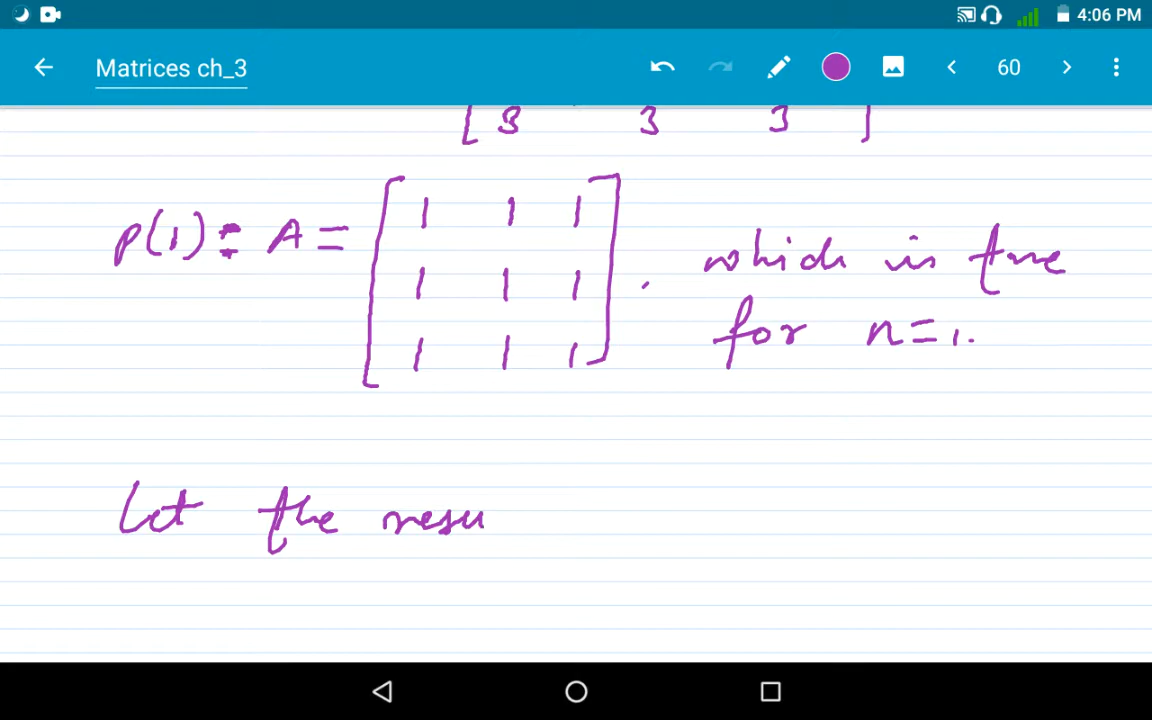 4:06 PM
Matrices ch_3
60
[ 3 3 3 ]
P(1): A = [ 1 1 1
1 1 1
1 1 1 ] . which is true
for n=1.
Let the resu